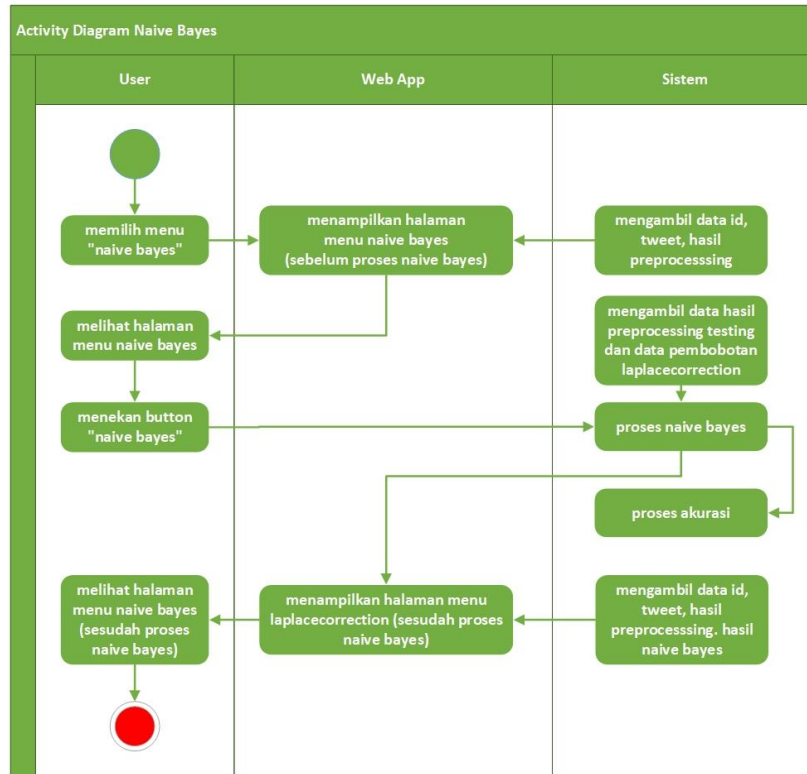 Activity Diagram Naive Bayes
User
Web App
Sistem
memilih menu
"naive bayes"
menampilkan halaman
menu naive bayes
(sebelum proses naive bayes)
mengambil data id,
tweet, hasil
preprocesssing
melihat halaman
menu naive bayes
mengambil data hasil
preprocessing testing
dan data pembobotan
laplacecorrection
menekan button
"naive bayes"
proses naive bayes
proses akurasi
melihat halaman
menu naive bayes
(sesudah proses
naive bayes)
menampilkan halaman menu
laplacecorrection (sesudah proses
naive bayes)
mengambil data id,
tweet, hasil
preprocesssing. hasil
naive bayes